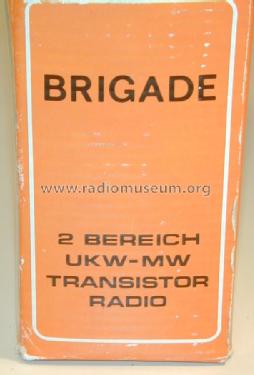 BRIGADE
www.radiomuseum.org
2 BEREICH
UKW-MW
TRANSISTOR
RADIO